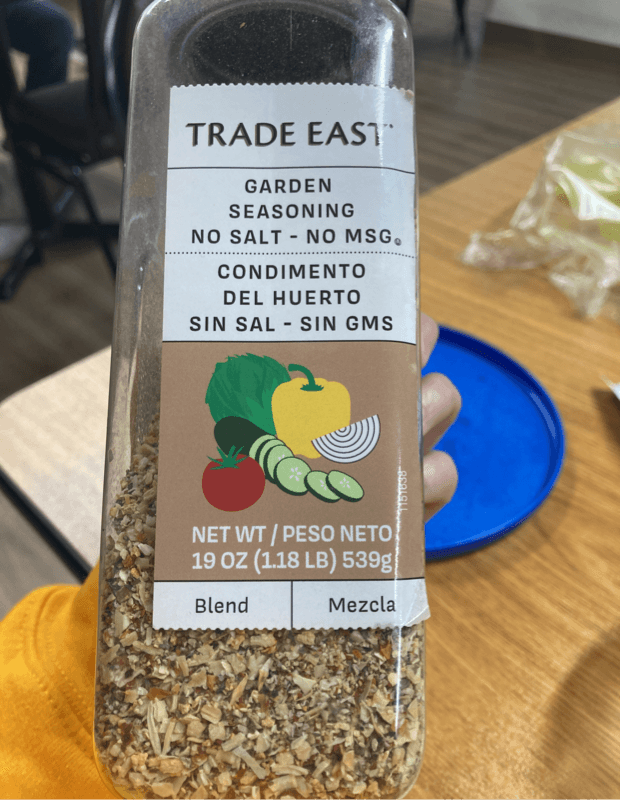 TRADE EAST
GARDEN
SEASONING
NO SALT - NO MSG
CONDIMENTO
DEL HUERTO
SIN SAL - SIN GMS
NET WT / PESO NETO
19 OZ (1.18 LB) 539g
Blend
Mezcla